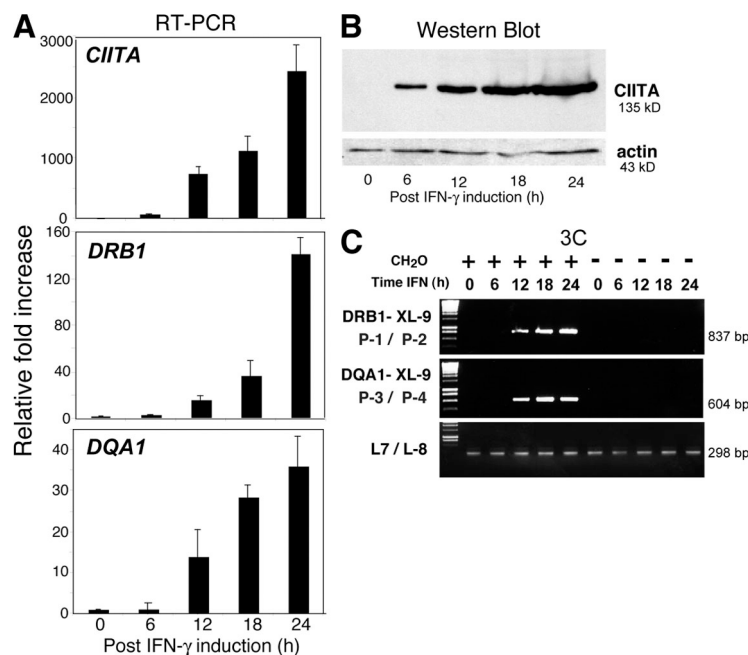 A
RT-PCR
CIITA
3000
2000
1000
0
DRB1
160
120
80
40
0
DQA1
40
30
20
10
0
Relative fold increase
0 6 12 18 24
Post IFN-γ induction (h)
B
Western Blot
CIITA
135 kD
actin
43 kD
0 6 12 18 24
Post IFN-γ induction (h)
C
3C
CH₂O + + + + + - - - - -
Time IFN (h) 0 6 12 18 24 0 6 12 18 24
DRB1- XL-9
P-1 / P-2
837 bp
DQA1- XL-9
P-3 / P-4
604 bp
L7 / L-8
298 bp